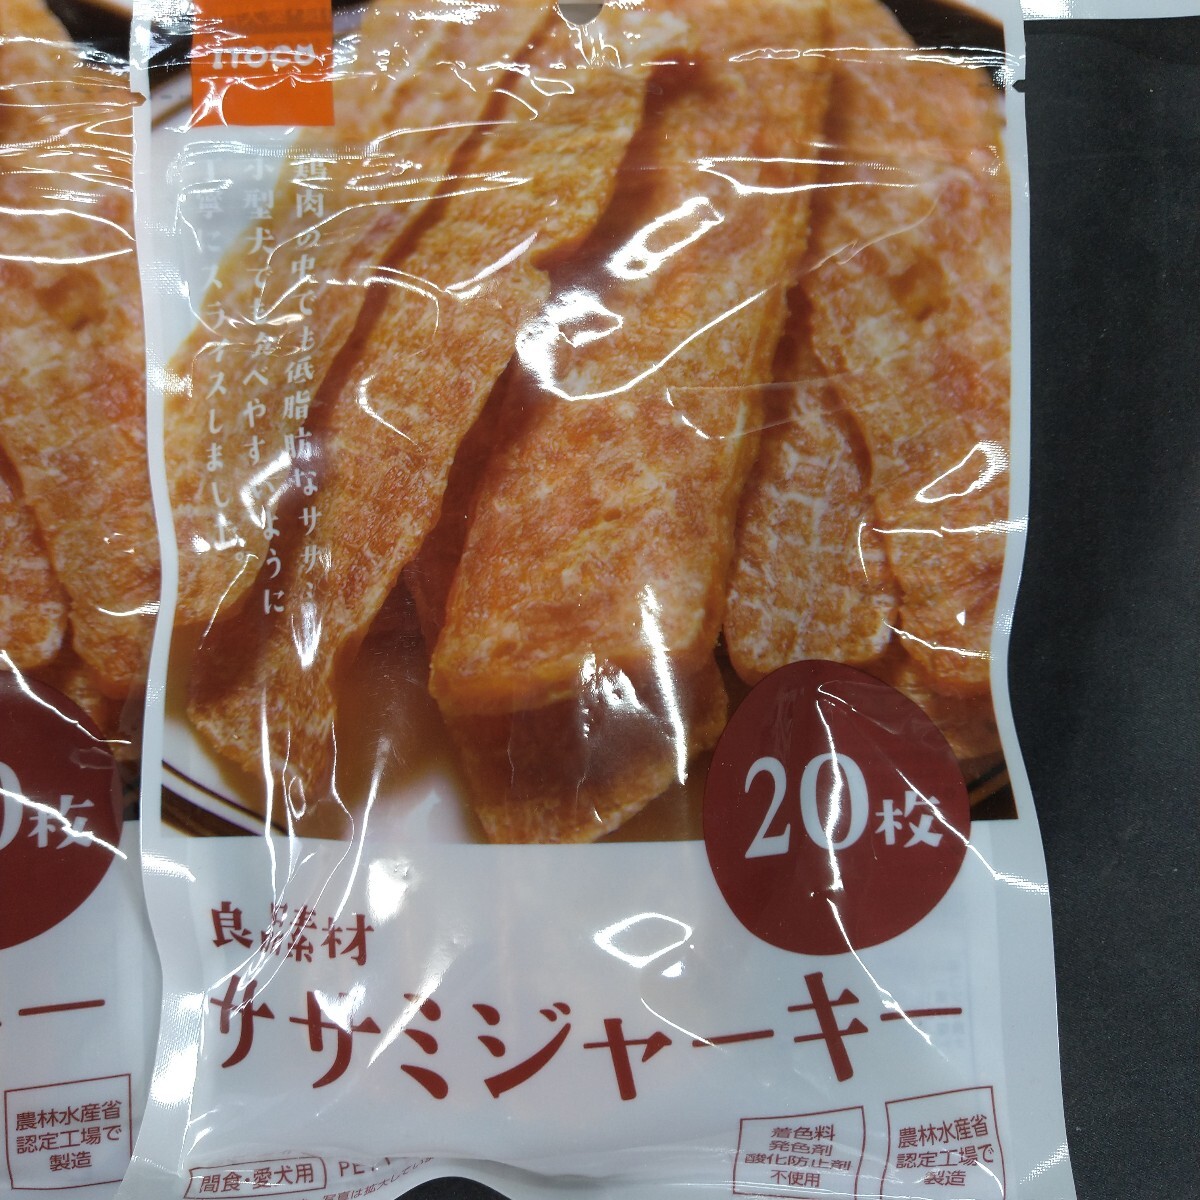 itoco
鶏肉の中でも低脂肪なササミ
小型犬でも食べやすいように
丁寧にスライスしました。
20枚
良素材
ササミジャーキー
間食・愛犬用
着色料
発色剤
酸化防止剤
不使用
農林水産省
認定工場で
製造
0枚
ー
農林水産省
認定工場で
製造